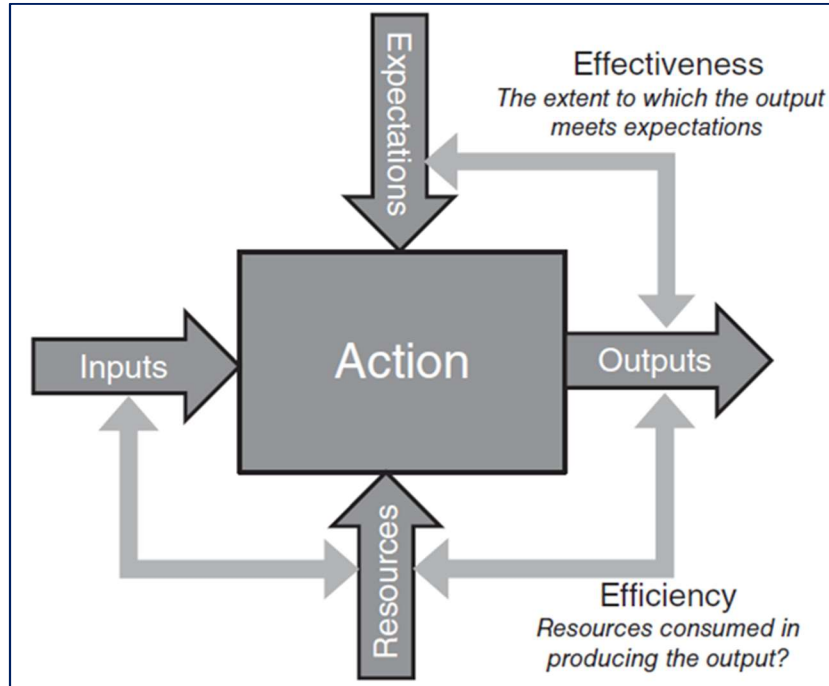 Expectations
Effectiveness
The extent to which the output
meets expectations
Inputs
Action
Outputs
Resources
Efficiency
Resources consumed in
producing the output?